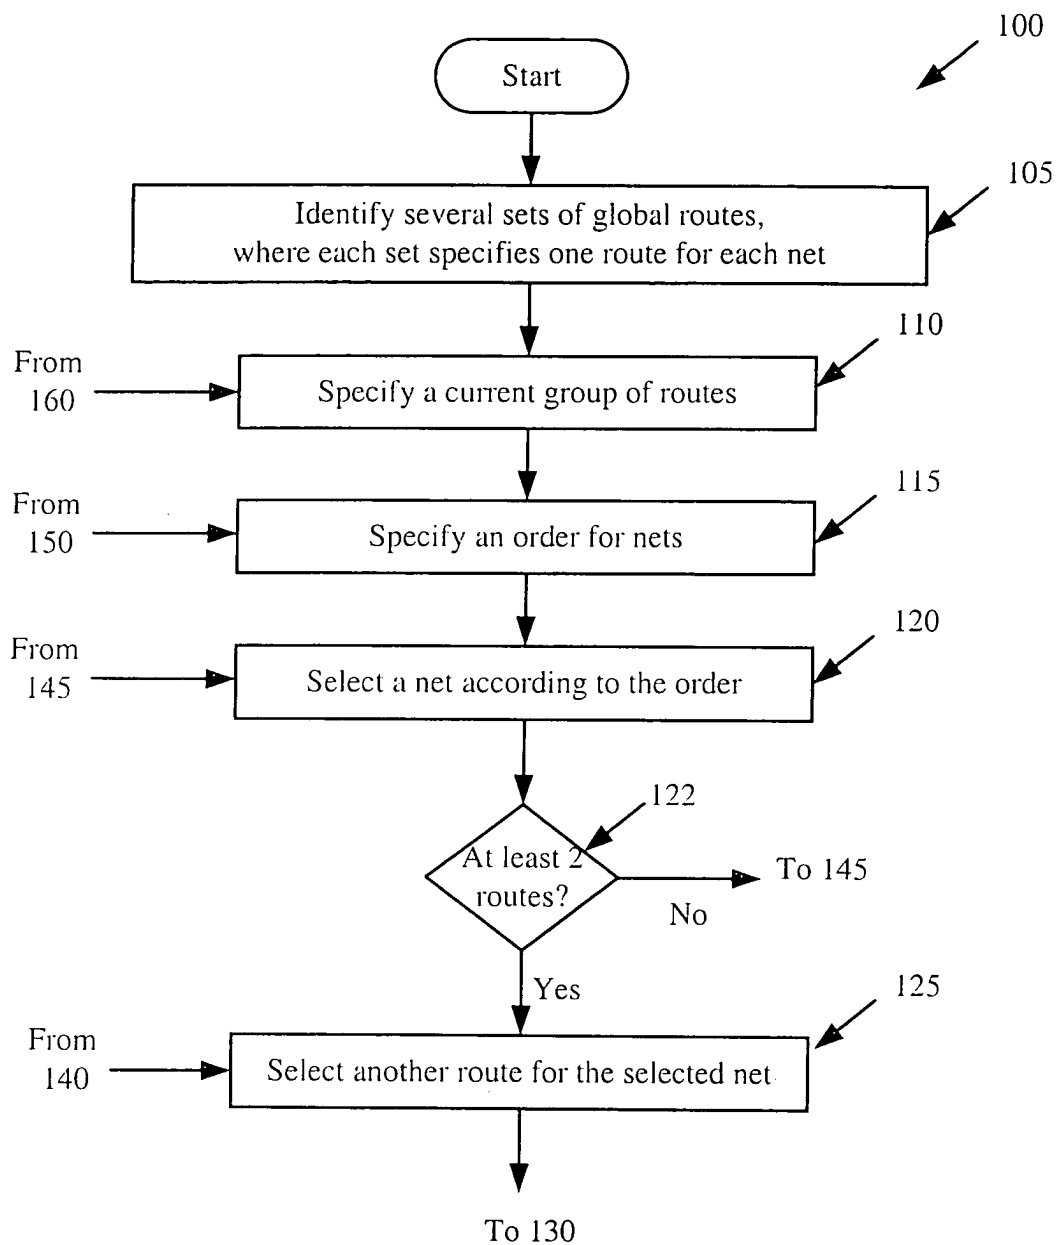 100
Start
105
Identify several sets of global routes,
where each set specifies one route for each net
110
From
160
Specify a current group of routes
115
From
150
Specify an order for nets
120
From
145
Select a net according to the order
122
At least 2
routes?
To 145
No
Yes
125
From
140
Select another route for the selected net
To 130